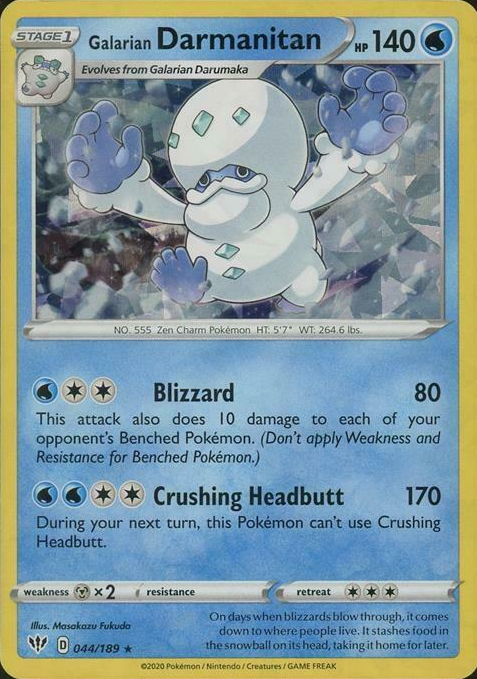 STAGE 1 Galarian Darmanitan HP 140
Evolves from Galarian Darumaka
NO. 555 Zen Charm Pokémon HT: 5'7" WT: 264.6 lbs.
Blizzard 80
This attack also does 10 damage to each of your
opponent's Benched Pokémon. (Don't apply Weakness and
Resistance for Benched Pokémon.)
Crushing Headbutt 170
During your next turn, this Pokémon can't use Crushing
Headbutt.
weakness ×2 resistance retreat
Illus. Masakazu Fukuda
On days when blizzards blow through, it comes
down to where people live. It stashes food in
the snowball on its head, taking it home for later.
D 044/189 ★
©2020 Pokémon / Nintendo / Creatures / GAME FREAK